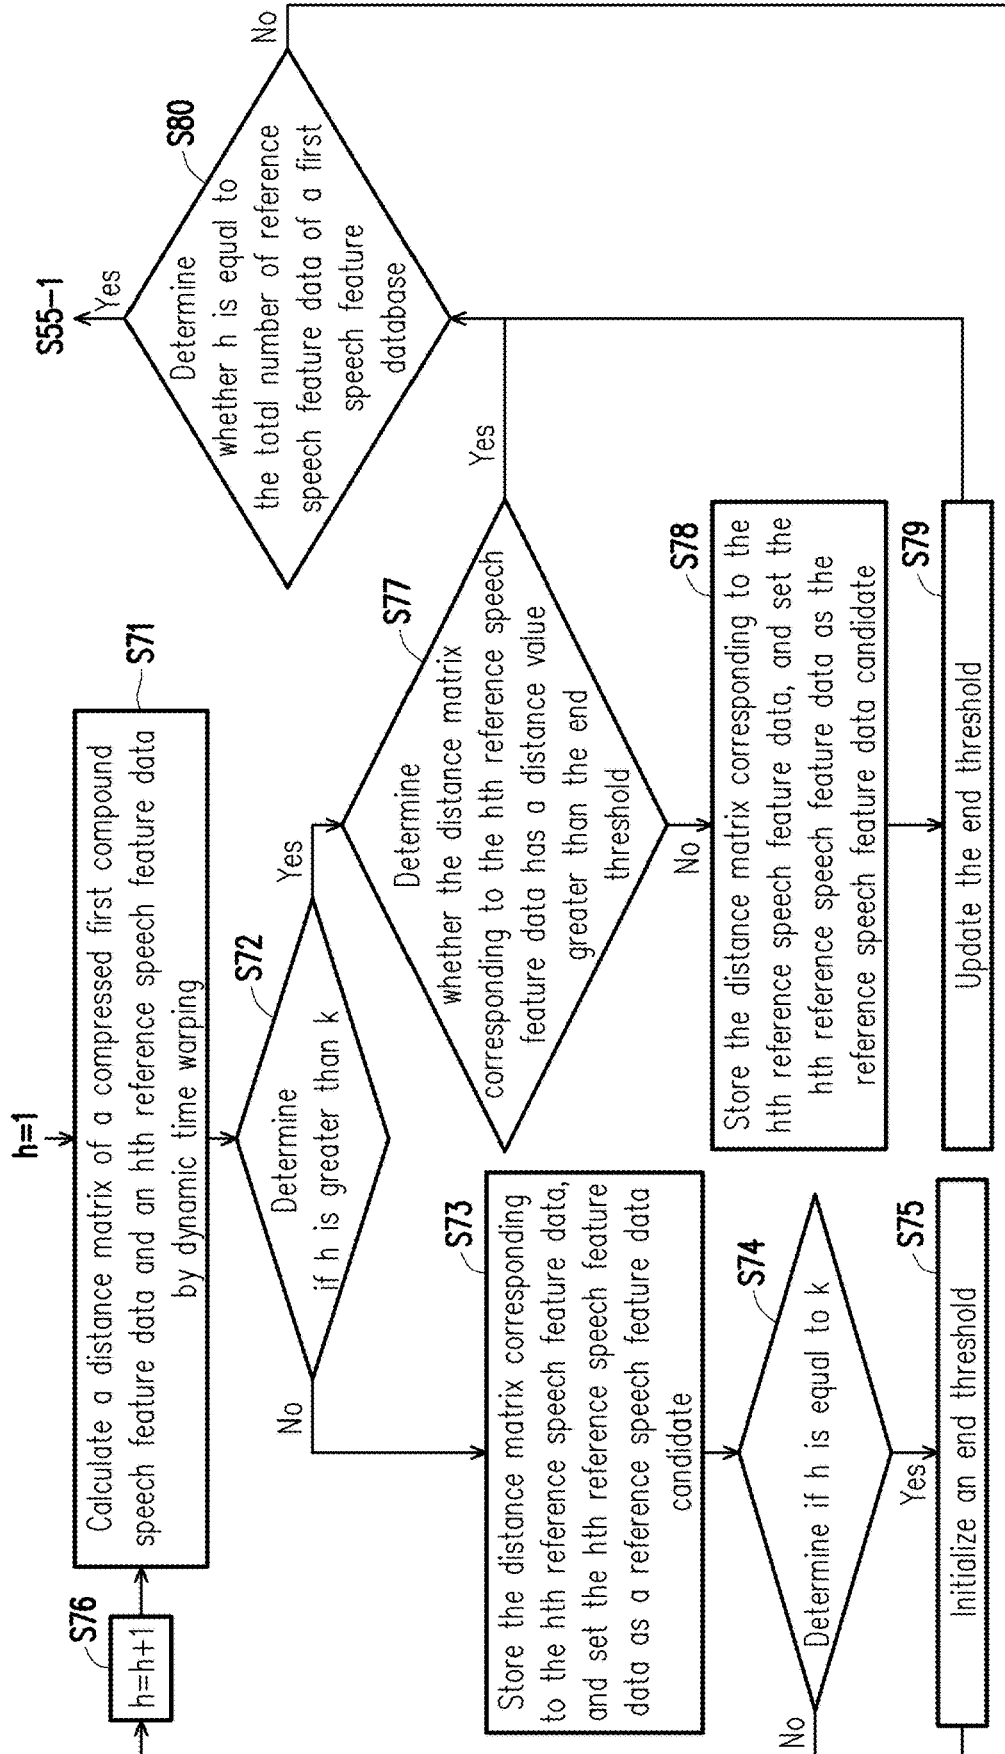 h=1
S76
h=h+1
S71
Calculate a distance matrix of a compressed first compound
speech feature data and an hth reference speech feature data
by dynamic time warping
S72
Determine
if h is greater than k
No
Yes
S73
Store the distance matrix corresponding
to the hth reference speech feature data,
and set the hth reference speech feature
data as a reference speech feature data
candidate
S74
Determine if h is equal to k
No
Yes
S75
Initialize an end threshold
S77
Determine
whether the distance matrix
corresponding to the hth reference speech
feature data has a distance value
greater than the end
threshold
Yes
No
S78
Store the distance matrix corresponding to the
hth reference speech feature data, and set the
hth reference speech feature data as the
reference speech feature data candidate
S79
Update the end threshold
S55-1
Yes
S80
Determine
whether h is equal to
the total number of reference
speech feature data of a first
speech feature
database
No